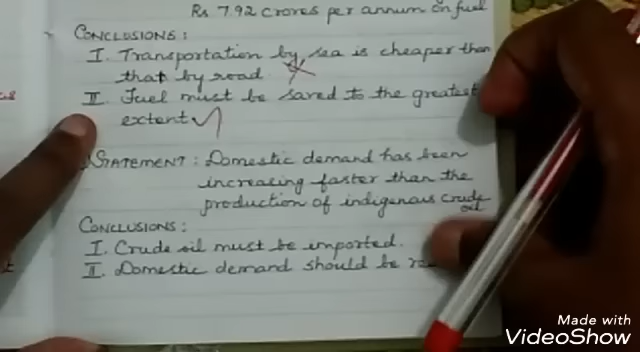 Rs. 7.92 crores per annum on fuel
CONCLUSIONS:
I. Transportation by sea is cheaper than
that by road
II. Fuel must be saved to the greatest
extent
STATEMENT: Domestic demand has been
increasing faster than the
production of indigenous crude
oil
CONCLUSIONS:
I. Crude oil must be imported.
II. Domestic demand should be
Made with
VideoShow